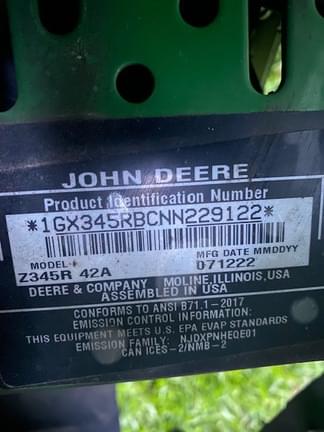 JOHN DEERE
Product Identification Number
*1GX345RBCNN229122*
MODEL MFG DATE MMDDYY
Z345R 42A 071222
DEERE & COMPANY MOLINE, ILLINOIS, USA
ASSEMBLED IN USA
CONFORMS TO ANSI B71.1-2017
EMISSION CONTROL INFORMATION:
THIS EQUIPMENT MEETS U.S. EPA EVAP STANDARDS
EMISSION FAMILY: NJDXPNHEQE01
CAN ICES-2/NMB-2